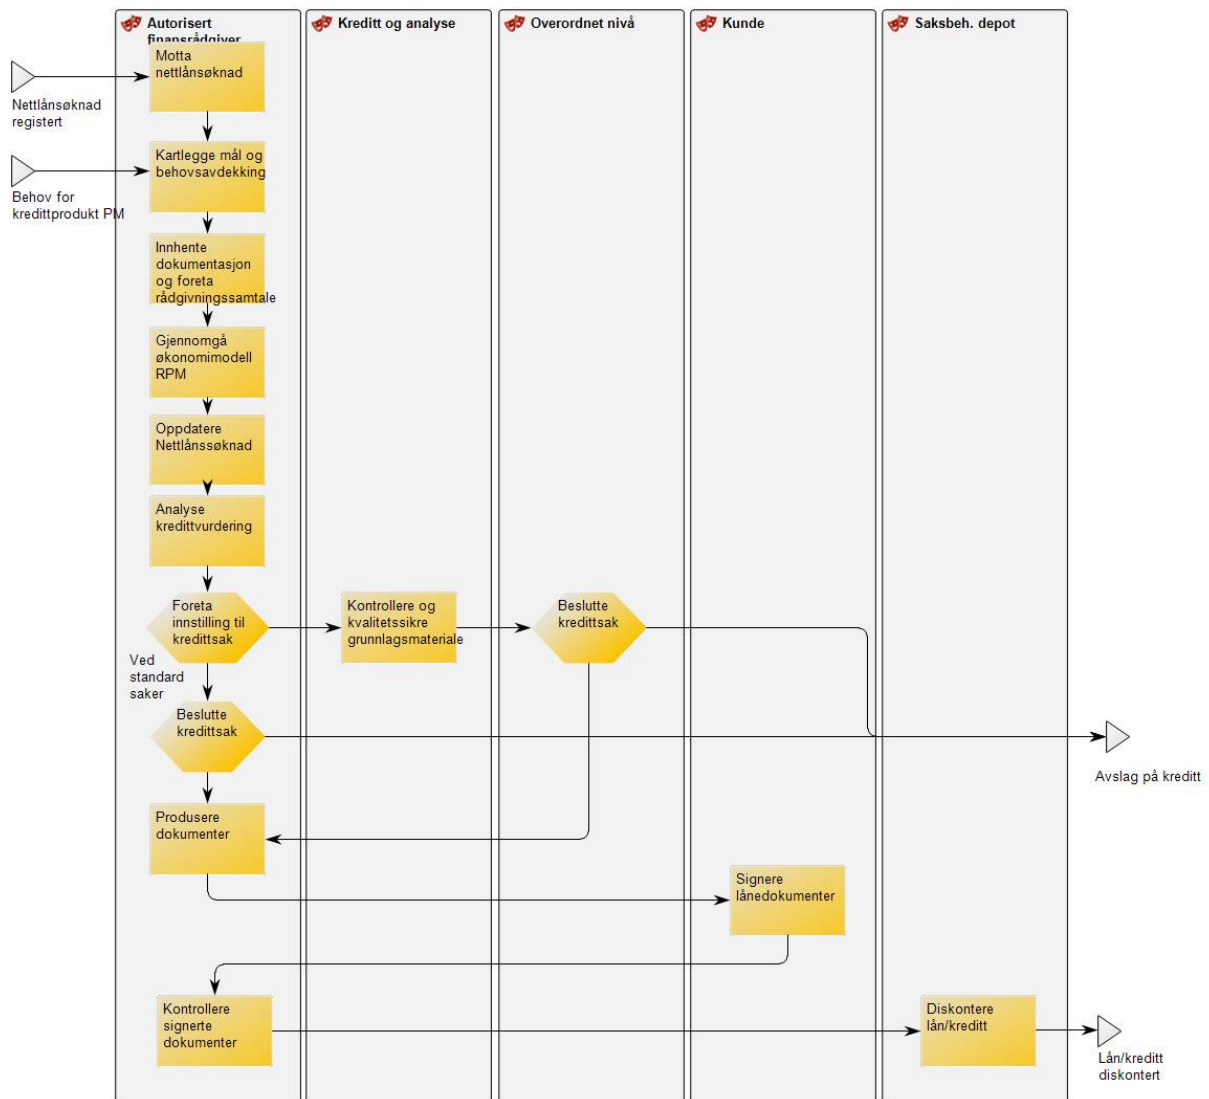 Autorisert
finansrådgiver
Kreditt og analyse
Overordnet nivå
Kunde
Saksbeh. depot
Motta
nettlånsøknad
Nettlånsøknad
registert
Kartlegge mål og
behovsavdekking
Behov for
kredittprodukt PM
Innhente
dokumentasjon
og foreta
rådgivningssamtale
Gjennomgå
økonomimodell
RPM
Oppdatere
Nettlånssøknad
Analyse
kredittvurdering
Foreta
innstilling til
kredittsak
Kontrollere og
kvalitetssikre
grunnlagsmateriale
Beslutte
kredittsak
Ved
standard
saker
Beslutte
kredittsak
Avslag på kreditt
Produsere
dokumenter
Signere
lånedokumenter
Kontrollere
signerte
dokumenter
Diskontere
lån/kreditt
Lån/kreditt
diskontert